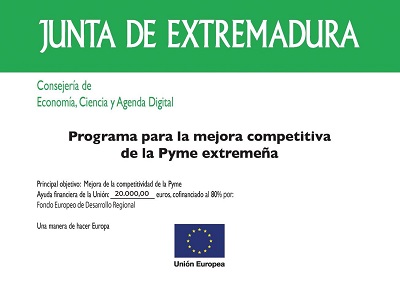 JUNTA DE EXTREMADURA
Consejería de
Economía, Ciencia y Agenda Digital
Programa para la mejora competitiva
de la Pyme extremeña
Principal objetivo: Mejora de la competitividad de la Pyme
Ayuda financiera de la Unión: 20.000,00 euros, cofinanciado al 80% por:
Fondo Europeo de Desarrollo Regional
Una manera de hacer Europa
Unión Europea